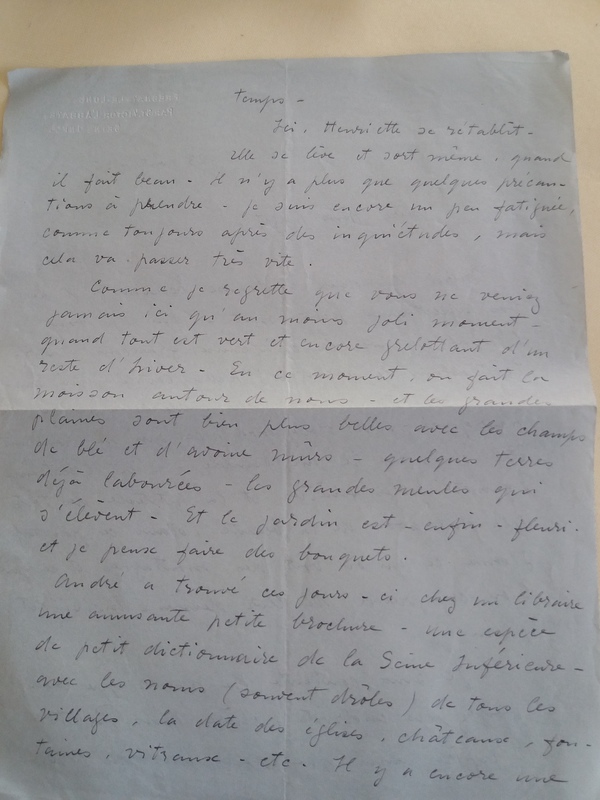 temps -
Ici, Henriette se rétablit -
elle se lève et sort même, quand
il fait beau - il n'y a plus que quelques précau-
tions à prendre - je suis encore un peu fatiguée,
comme toujours après des inquiétudes, mais
cela va passer très vite.
Comme je regrette que vous ne veniez
jamais ici qu'au moins joli moment -
quand tout est vert et encore grelottant d'un
reste d'hiver - En ce moment, on fait la
moisson autour de nous - et les grandes
plaines sont bien plus belles avec les champs
de blé et d'avoine mûrs - quelques terres
déjà labourées - les grandes meules qui
s'élèvent - Et le jardin est - enfin - fleuri.
et je peux faire des bouquets.
André a trouvé ces jours-ci chez un libraire
une amusante petite brochure - une espèce
de petit dictionnaire de la Seine Inférieure -
avec les noms (souvent drôles) de tous les
villages, la date des églises, châteaux, fon-
taines, vitraux - etc. Il y a encore une